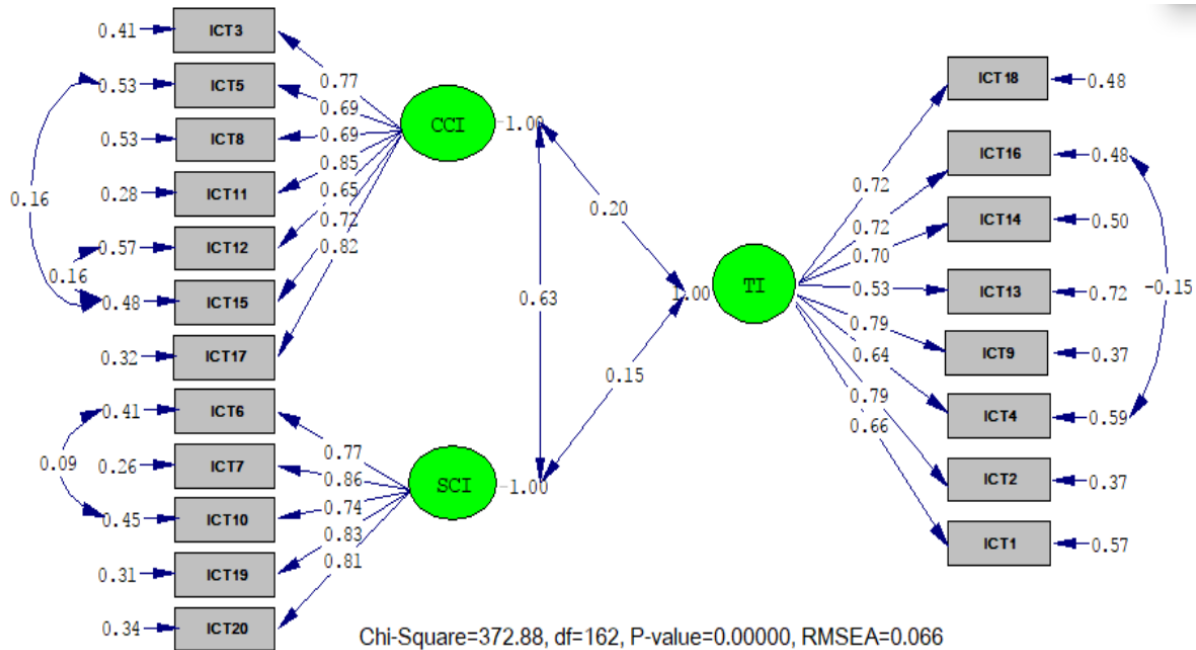 0.41 ICT3
0.53 ICT5
0.53 ICT8
0.28 ICT11
0.57 ICT12
0.48 ICT15
0.32 ICT17
0.41 ICT6
0.26 ICT7
0.45 ICT10
0.31 ICT19
0.34 ICT20
0.16
0.16
0.09
0.77
0.69
0.69
0.85
0.65
0.72
0.82
CCI 1.00
0.77
0.86
0.74
0.83
0.81
SCI 1.00
0.20
0.63
0.15
1.00 TI
0.72
0.72
0.70
0.53
0.79
0.64
0.79
0.66
ICT18 0.48
ICT16 0.48
ICT14 0.50
ICT13 0.72
ICT9 0.37
ICT4 0.59
ICT2 0.37
ICT1 0.57
-0.15
Chi-Square=372.88, df=162, P-value=0.00000, RMSEA=0.066